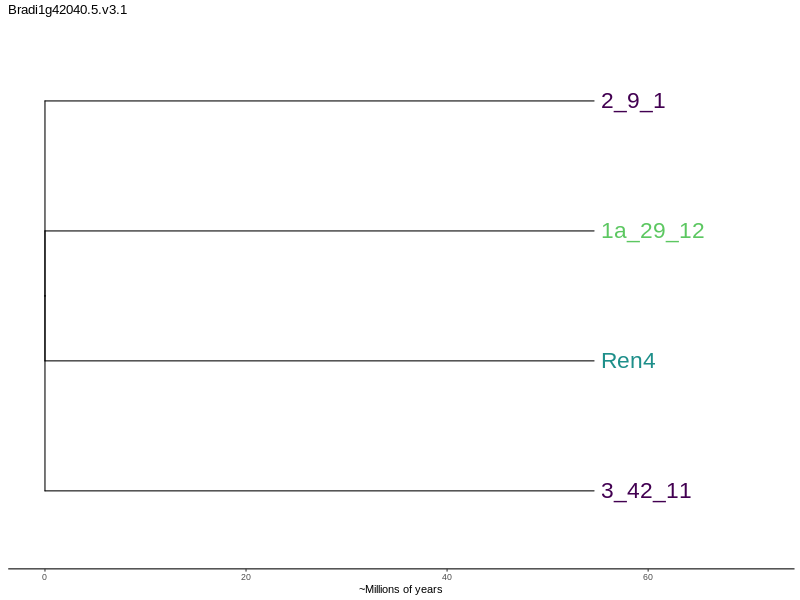 Bradi1g42040.5.v3.1
2_9_1
1a_29_12
Ren4
3_42_11
0 20 40 60
~Millions of years